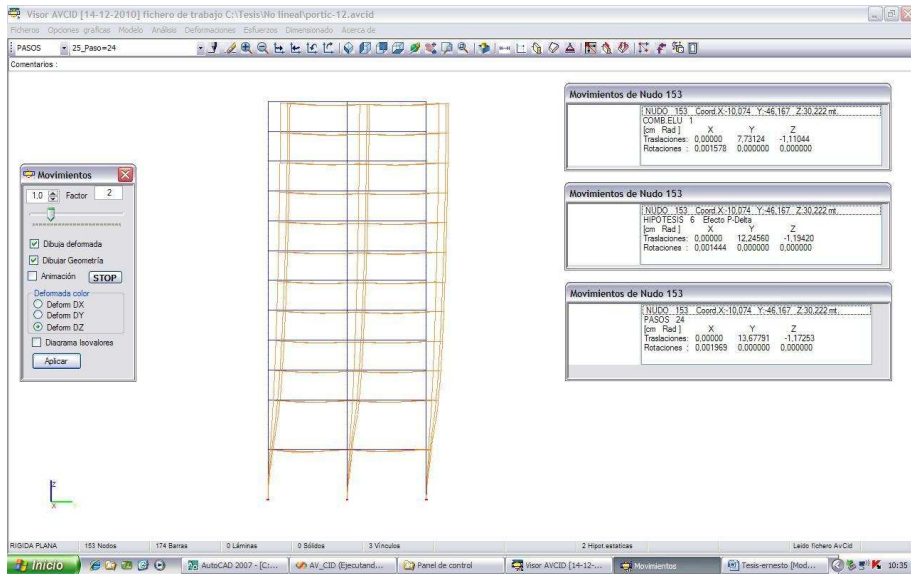 Visor AVCID [14-12-2010] fichero de trabajo C:\Tesis\No lineal\portic-12.avcid
Ficheros Opciones graficas Modelo Análisis Deformaciones Esfuerzos Dimensionado Acerca de
PASOS 25_Paso=24
Comentarios :
Movimientos
1.0 Factor 2
Dibuja deformada
Dibujar Geometría
Animación STOP
Deformada color
Deform DX
Deform DY
Deform DZ
Diagrama Isovalores
Aplicar
Movimientos de Nudo 153
NUDO 153 Coord.X:-10,074 Y:-46,167 Z:30,222 mt.
COMB.ELU 1
[cm Rad ] X Y Z
Traslaciones: 0,00000 7,73124 -1,11044
Rotaciones : 0,001578 0,000000 0,000000
Movimientos de Nudo 153
NUDO 153 Coord.X:-10,074 Y:-46,167 Z:30,222 mt.
HIPOTESIS 6 Efecto P-Delta
[cm Rad ] X Y Z
Traslaciones: 0,00000 12,24560 -1,19420
Rotaciones : 0,001444 0,000000 0,000000
Movimientos de Nudo 153
NUDO 153 Coord.X:-10,074 Y:-46,167 Z:30,222 mt.
PASOS 24
[cm Rad ] X Y Z
Traslaciones: 0,00000 13,67791 -1,17253
Rotaciones : 0,001969 0,000000 0,000000
Z
X
RIGIDA PLANA 153 Nodos 174 Barras 0 Láminas 0 Sólidos 3 Vínculos 2 Hipot.estaticas Leido fichero AvCid
Inicio AutoCAD 2007 - [C:... AV_CID (Ejecutand... Panel de control Visor AVCID [14-12-... Movimientos Tesis-ernesto [Mod... 10:35